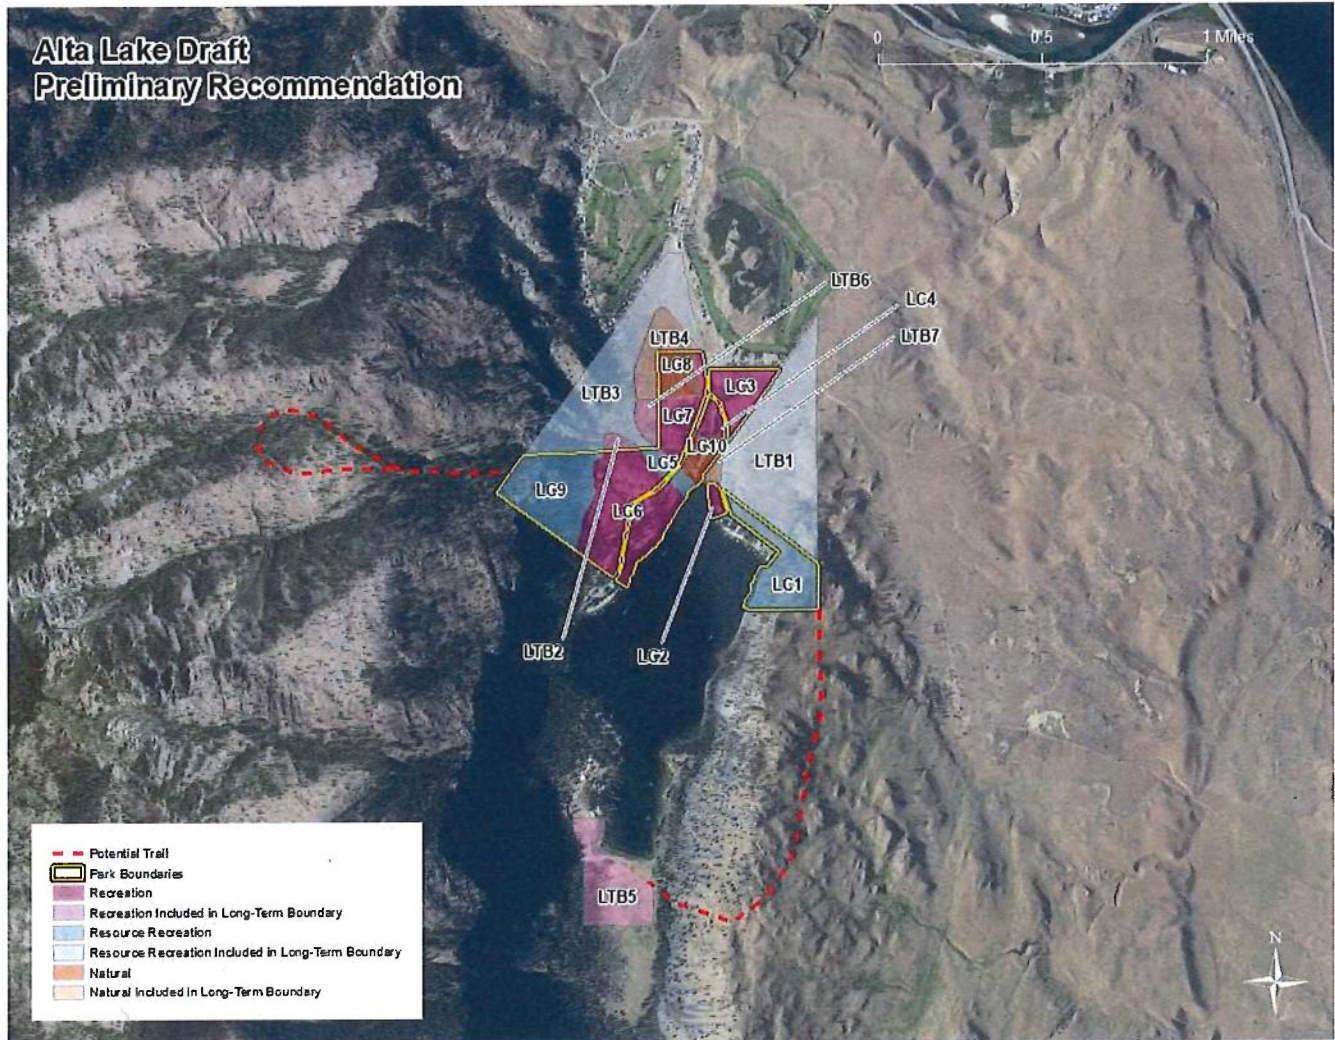 Alta Lake Draft
Preliminary Recommendation
0 0.5 1 Miles
LTB6
LC4
LTB7
LTB4
LG8
LG3
LTB3
LG7
LG10
LG5
LTB1
LG9
LG6
LG1
LTB2
LG2
LTB5
Potential Trail
Park Boundaries
Recreation
Recreation Included in Long-Term Boundary
Resource Recreation
Resource Recreation Included in Long-Term Boundary
Natural
Natural Included in Long-Term Boundary
N